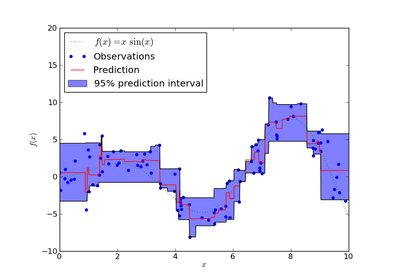 20
15
10
5
0
−5
−10
f(x)
f(x)=x sin(x)
Observations
Prediction
95% prediction interval
0
2
4
6
8
10
x